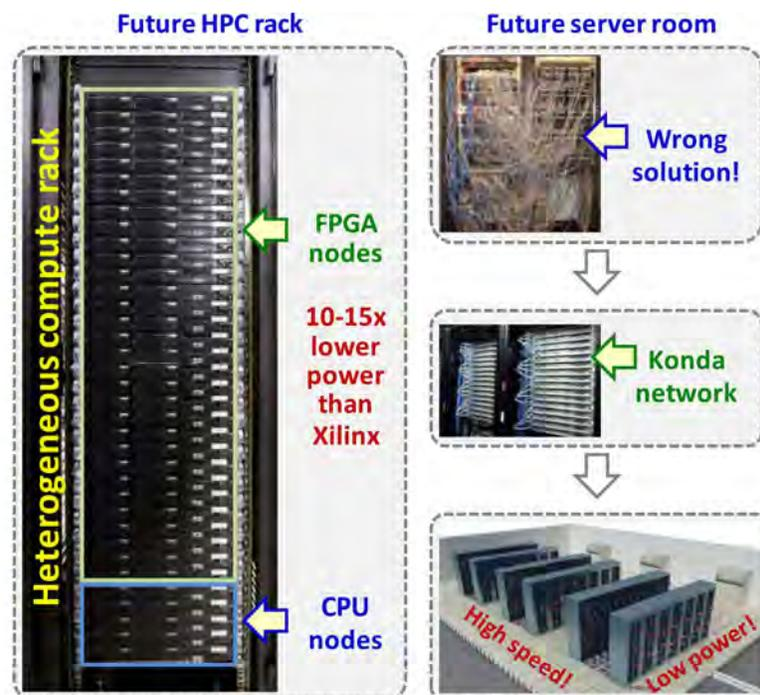 Future HPC rack
Heterogeneous compute rack
FPGA
nodes
10-15x
lower
power
than
Xilinx
CPU
nodes
Future server room
Wrong
solution!
Konda
network
High speed!
Low power!